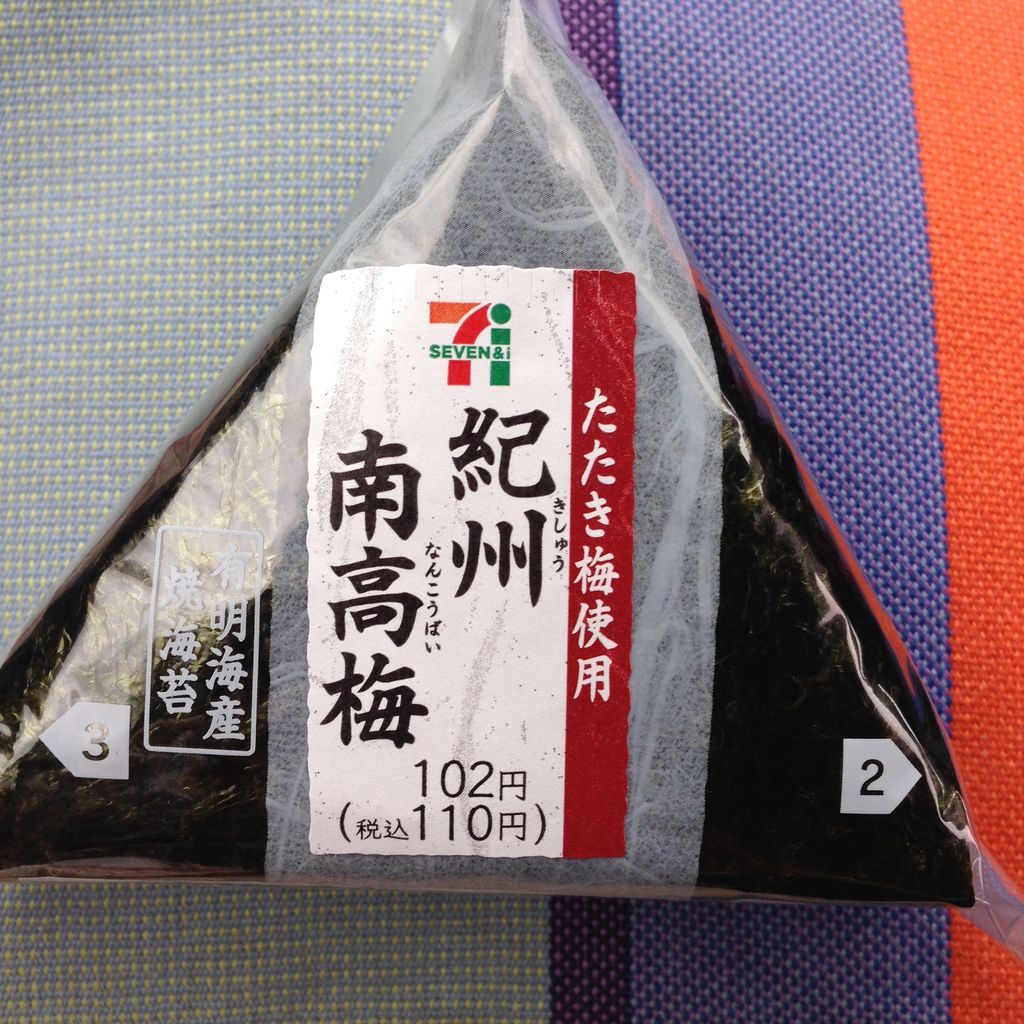 SEVEN&i
たたき梅使用
紀州
きしゅう
南高梅
なんこうばい
102円
(税込110円)
有明海産
焼海苔
3
2